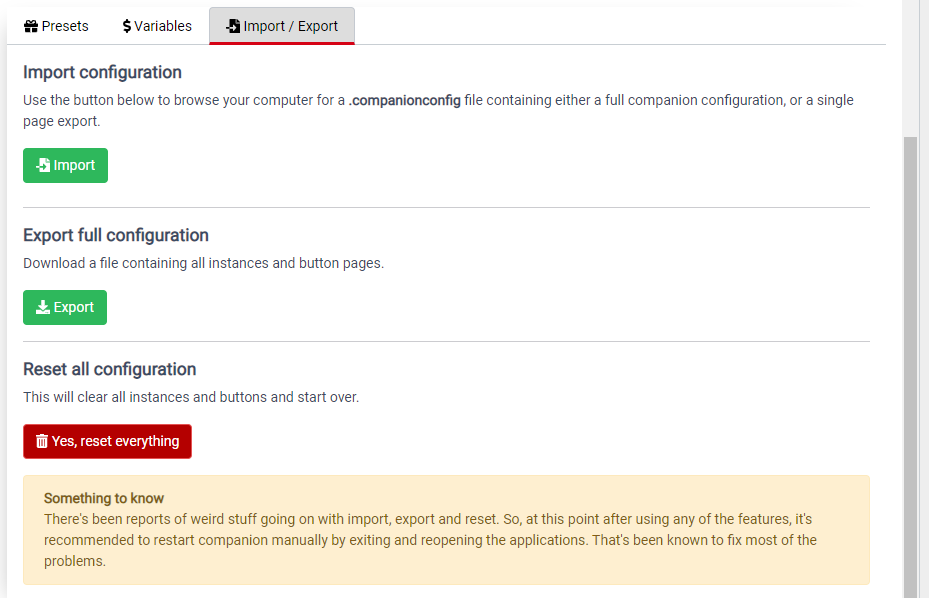 Presets
Variables
Import / Export
Import configuration
Use the button below to browse your computer for a .companionconfig file containing either a full companion configuration, or a single
page export.
Import
Export full configuration
Download a file containing all instances and button pages.
Export
Reset all configuration
This will clear all instances and buttons and start over.
Yes, reset everything
Something to know
There's been reports of weird stuff going on with import, export and reset. So, at this point after using any of the features, it's
recommended to restart companion manually by exiting and reopening the applications. That's been known to fix most of the
problems.